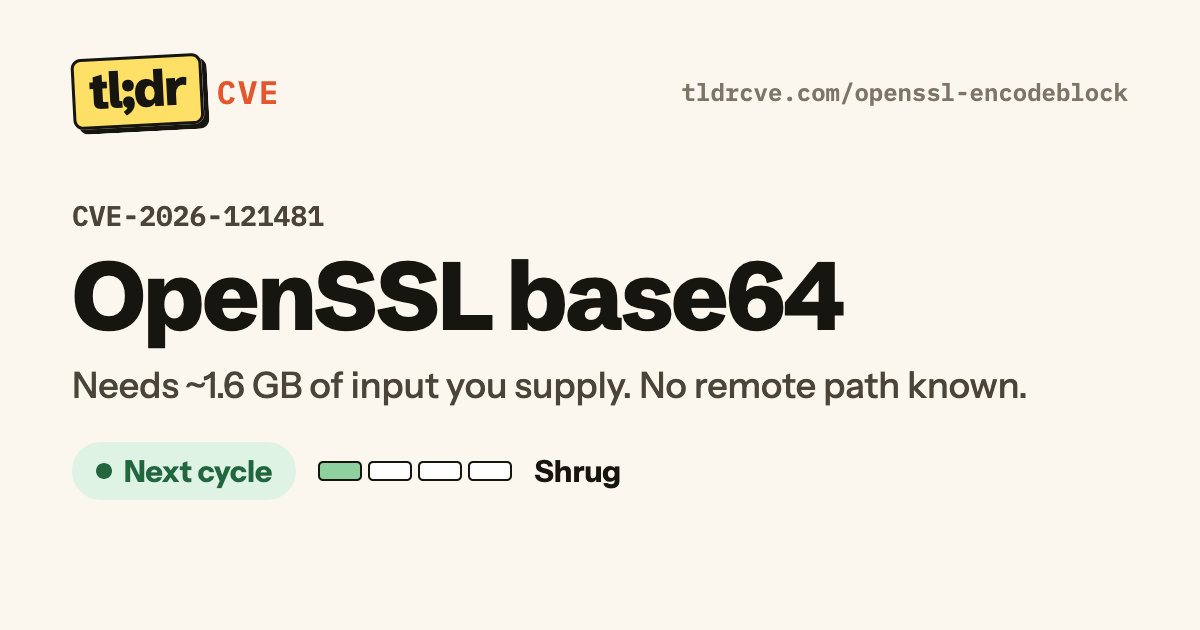 tl;dr CVE
tldrcve.com/openssl-encodeblock
CVE-2026-121481
OpenSSL base64
Needs ~1.6 GB of input you supply. No remote path known.
Next cycle
Shrug